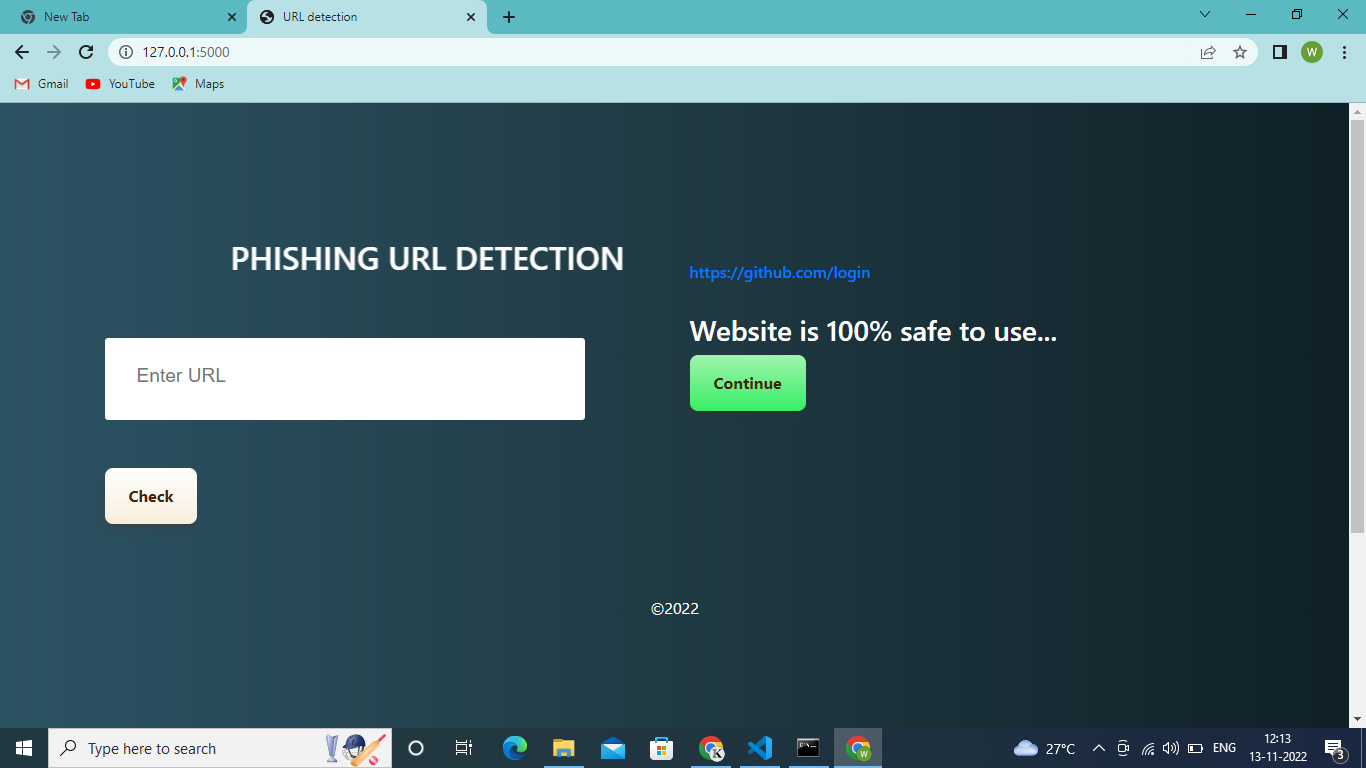 New Tab
URL detection
127.0.0.1:5000
W
Gmail
YouTube
Maps
PHISHING URL DETECTION
https://github.com/login
Website is 100% safe to use...
Enter URL
Continue
Check
©2022
Type here to search
K
W
27°C
ENG
12:13
13-11-2022
3